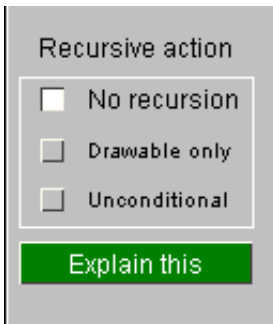 Recursive action
No recursion
Drawable only
Unconditional
Explain this